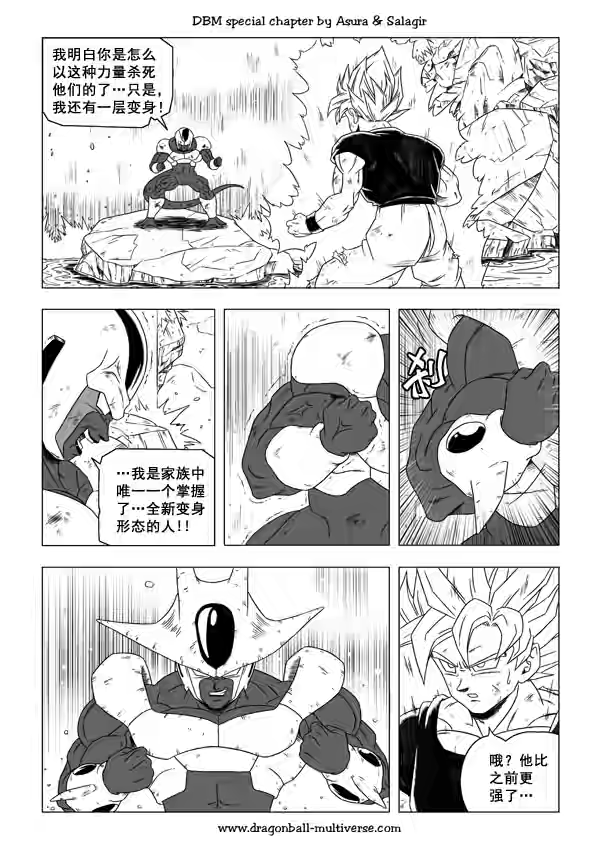 DBM special chapter by Asura & Salagir
我明白你是怎么
以这种力量杀死
他们的了…只是,
我还有一层变身!
…我是家族中
唯一一个掌握
了…全新变身
形态的人!!
刹
哦?他比
之前更
强了…
www.dragonball-multiverse.com